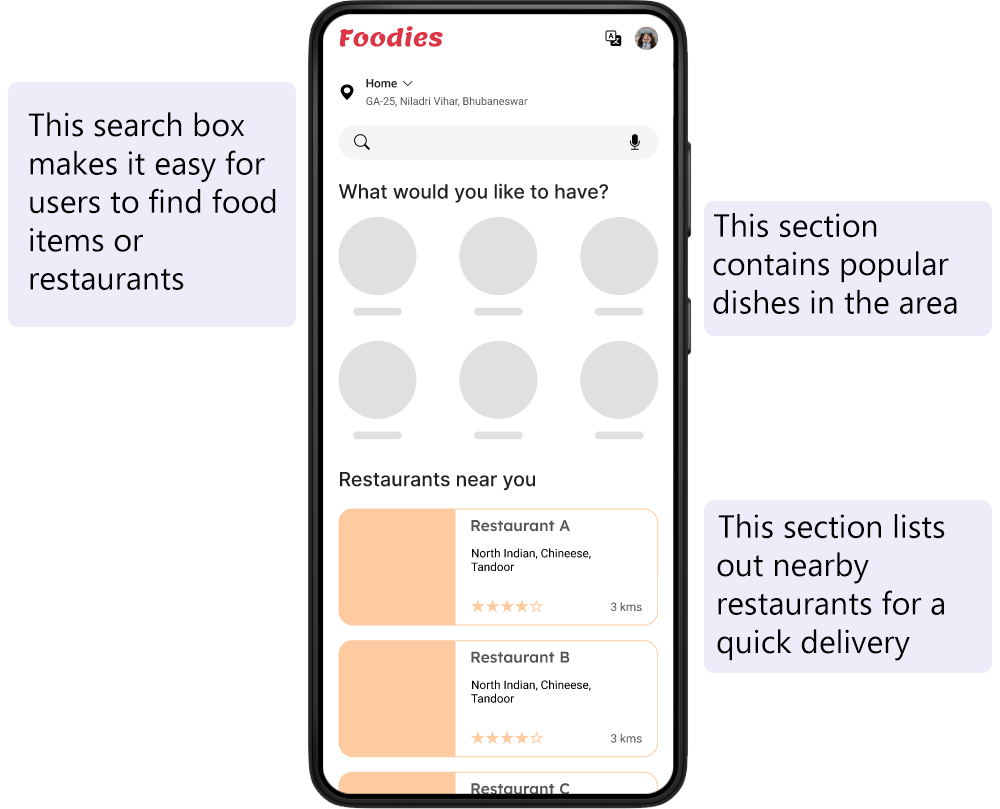 Foodies
Home
GA-25, Niladri Vihar, Bhubaneswar
This search box
makes it easy for
users to find food
items or
restaurants
What would you like to have?
This section
contains popular
dishes in the area
Restaurants near you
Restaurant A
North Indian, Chineese,
Tandoor
3 kms
This section lists
out nearby
restaurants for a
quick delivery
Restaurant B
North Indian, Chineese,
Tandoor
3 kms
Restaurant C